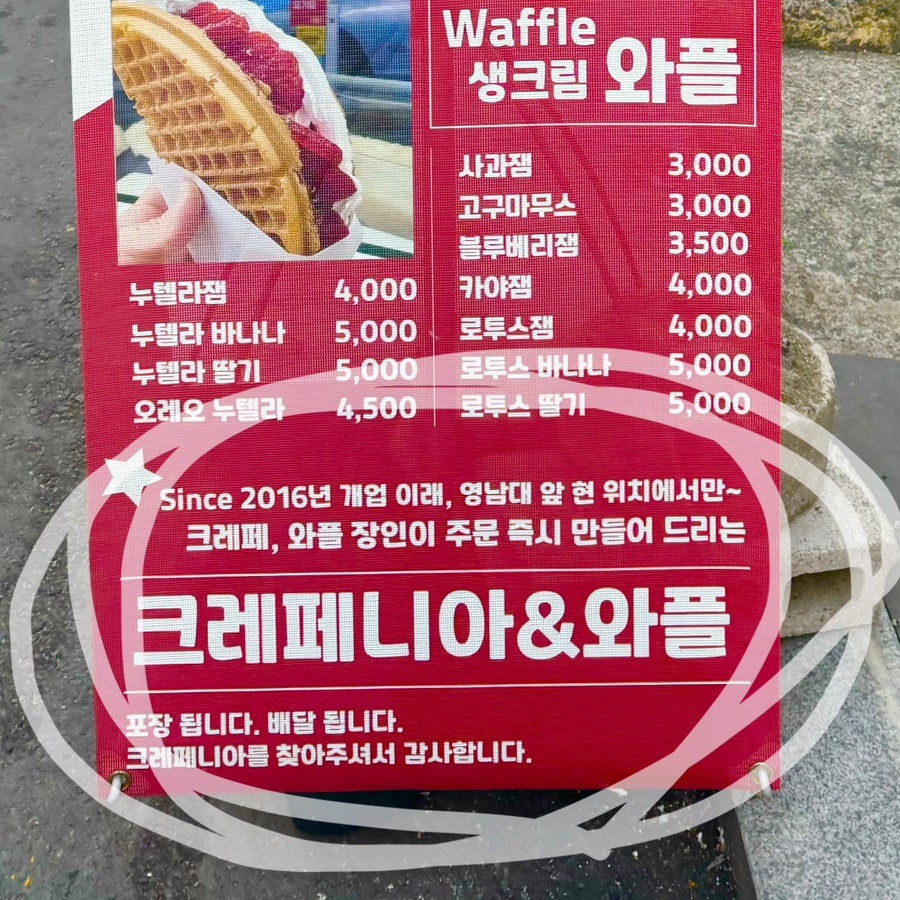 Waffle
생크림 와플
사과잼 3,000
고구마무스 3,000
블루베리잼 3,500
카야잼 4,000
로투스잼 4,000
로투스 바나나 5,000
로투스 딸기 5,000
누텔라잼 4,000
누텔라 바나나 5,000
누텔라 딸기 5,000
오레오 누텔라 4,500
Since 2016년 개업 이래, 영남대 앞 현 위치에서만~
크레페, 와플 장인이 주문 즉시 만들어 드리는
크레페니아&와플
포장 됩니다. 배달 됩니다.
크레페니아를 찾아주셔서 감사합니다.